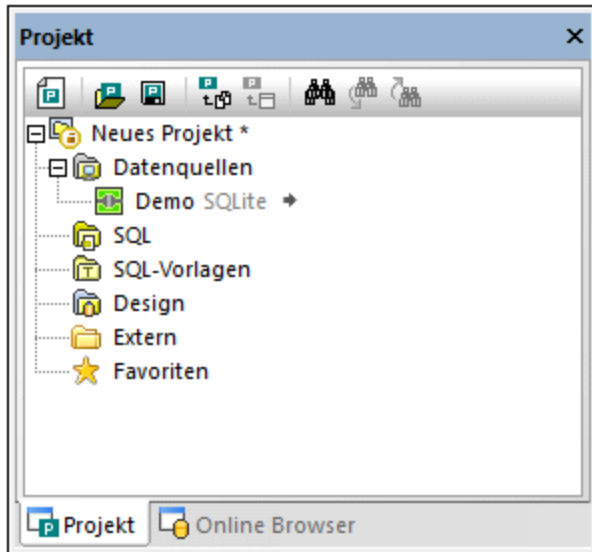 Projekt
Neues Projekt *
Datenquellen
Demo SQLite
SQL
SQL-Vorlagen
Design
Extern
Favoriten
Projekt Online Browser